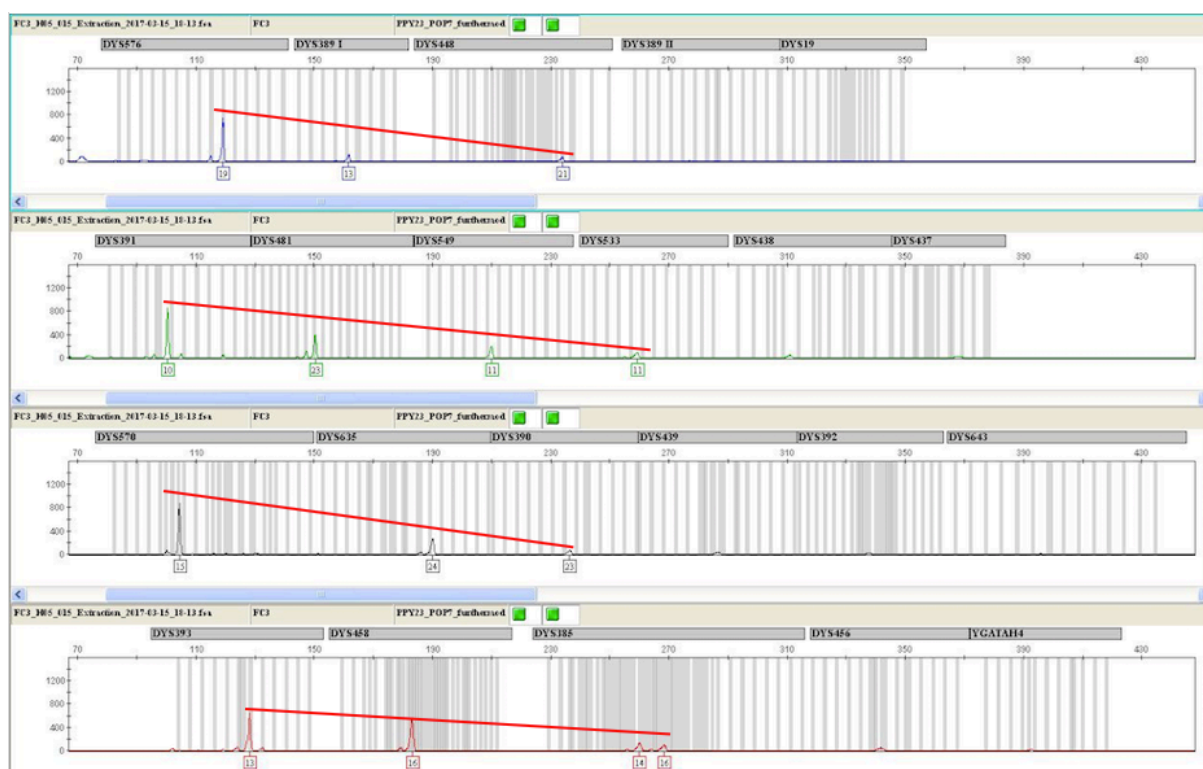 FC3_H05_015_Extraction_2017-03-15_18-13.fsa FC3 PPY23_POP7_furthermod
DYS576 DYS389 I DYS448 DYS389 II DYS19
70 110 150 190 230 270 310 350 390 430
1200
800
400
0
19 13 21
FC3_H05_015_Extraction_2017-03-15_18-13.fsa FC3 PPY23_POP7_furthermod
DYS391 DYS481 DYS549 DYS533 DYS438 DYS437
70 110 150 190 230 270 310 350 390 430
1200
800
400
0
10 23 11 11
FC3_H05_015_Extraction_2017-03-15_18-13.fsa FC3 PPY23_POP7_furthermod
DYS570 DYS635 DYS390 DYS439 DYS392 DYS643
70 110 150 190 230 270 310 350 390 430
1200
800
400
0
15 24 23
FC3_H05_015_Extraction_2017-03-15_18-13.fsa FC3 PPY23_POP7_furthermod
DYS393 DYS458 DYS385 DYS456 YGATAH4
70 110 150 190 230 270 310 350 390 430
1200
800
400
0
13 16 14 16